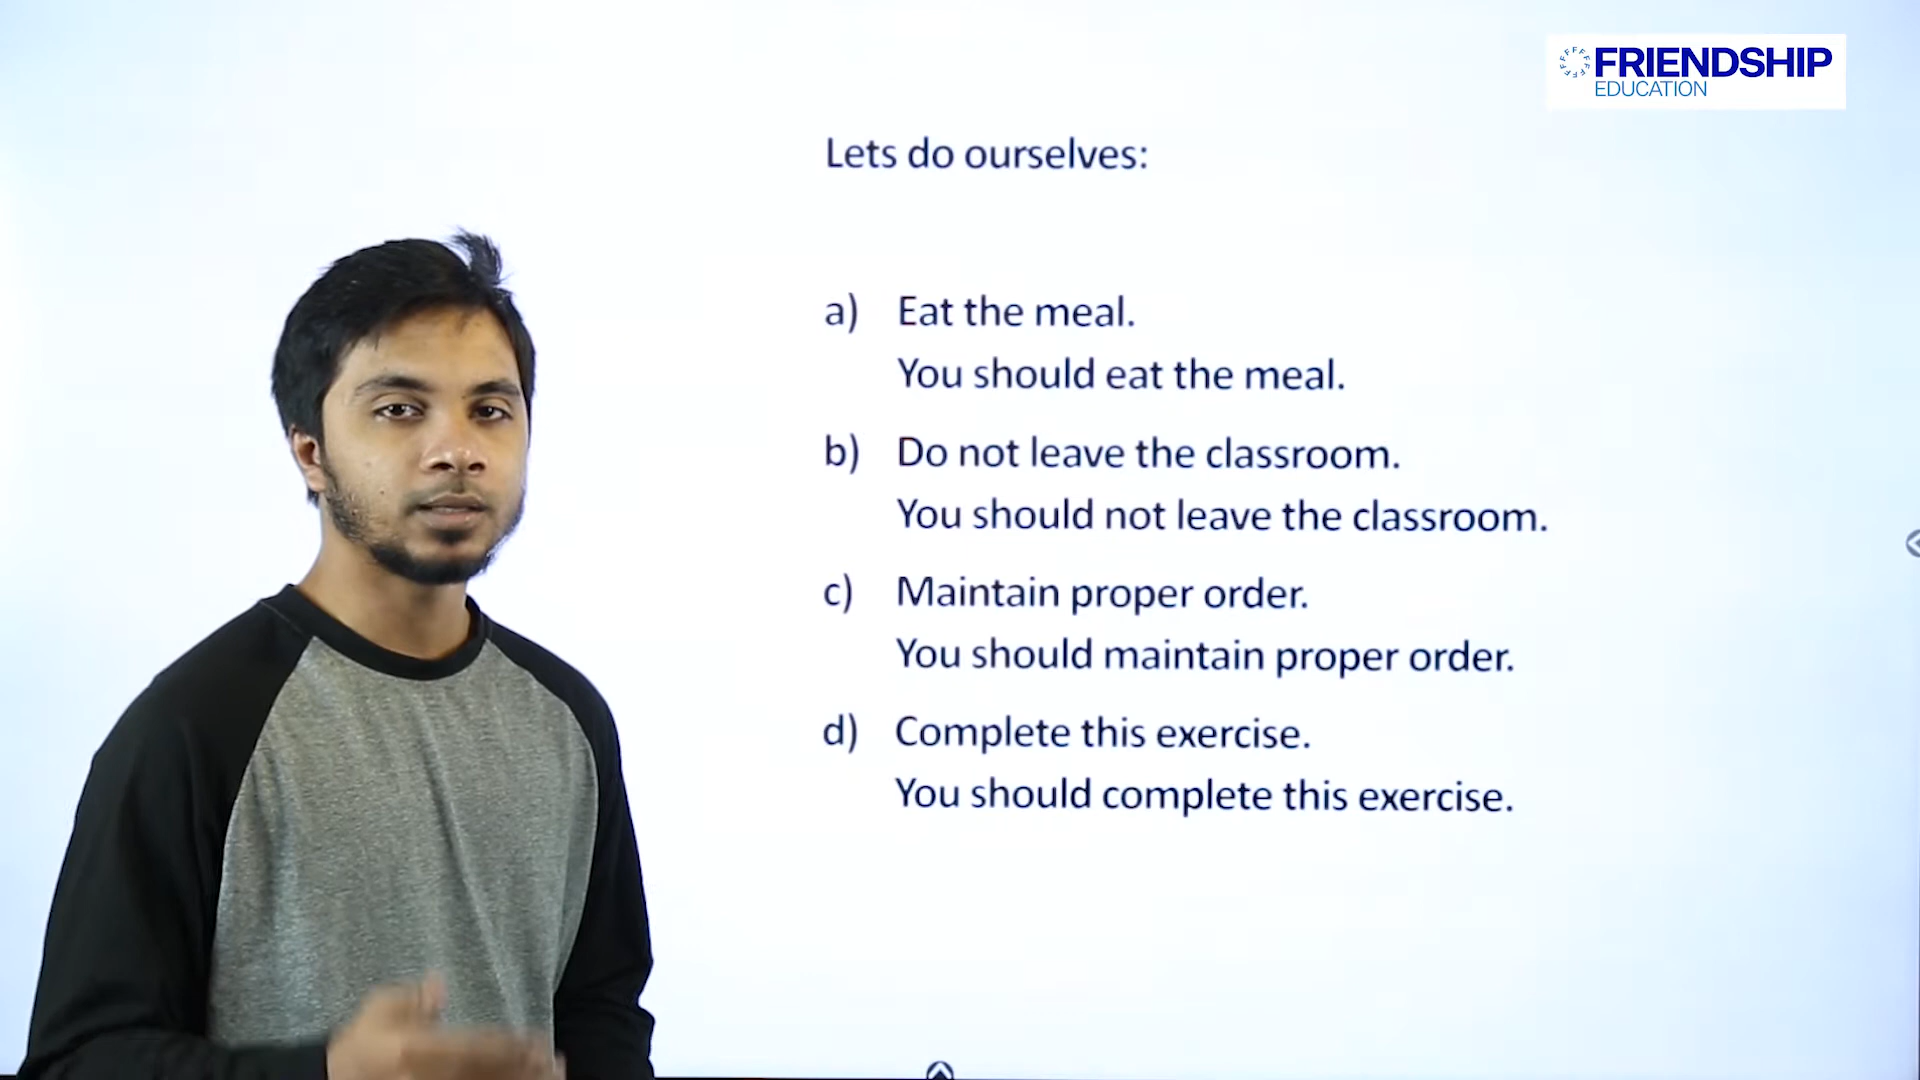 FRIENDSHIP
EDUCATION
Lets do ourselves:
a) Eat the meal.
You should eat the meal.
b) Do not leave the classroom.
You should not leave the classroom.
c) Maintain proper order.
You should maintain proper order.
d) Complete this exercise.
You should complete this exercise.